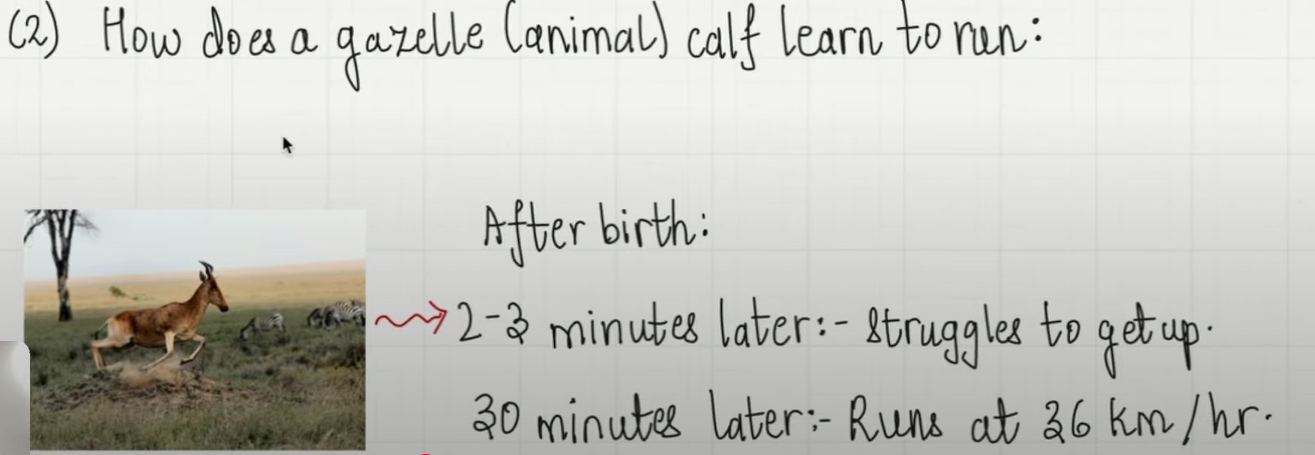 (2) How does a gazelle (animal) calf learn to run:
After birth:
2-3 minutes later:- Struggles to get up.
30 minutes later:- Runs at 36 km/hr.